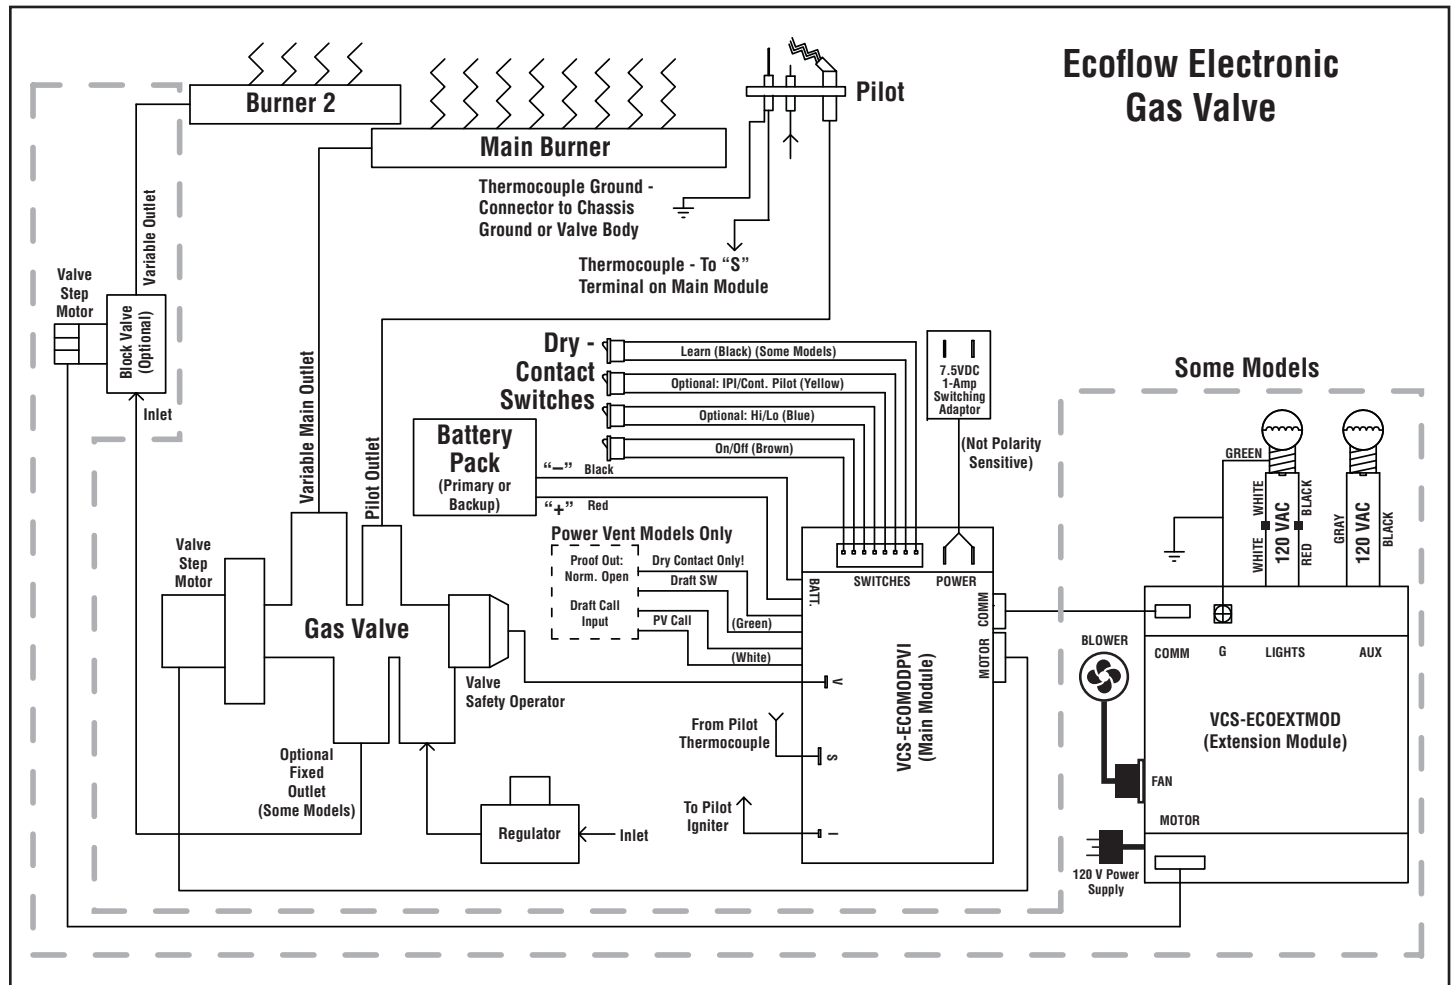 Ecoflow Electronic
Gas Valve
Burner 2
Main Burner
Pilot
Thermocouple Ground -
Connector to Chassis
Ground or Valve Body
Thermocouple - To “S”
Terminal on Main Module
Variable Outlet
Valve
Step
Motor
Block Valve
(Optional)
Inlet
Variable Main Outlet
Pilot Outlet
Dry -
Contact
Switches
Learn (Black) (Some Models)
Optional: IPI/Cont. Pilot (Yellow)
Optional: Hi/Lo (Blue)
On/Off (Brown)
7.5VDC
1-Amp
Switching
Adaptor
(Not Polarity
Sensitive)
Battery
Pack
(Primary or
Backup)
“–”
Black
“+”
Red
Power Vent Models Only
Proof Out:
Norm. Open
Draft Call
Input
Dry Contact Only!
Draft SW
(Green)
PV Call
(White)
Valve
Step
Motor
Gas Valve
Valve
Safety Operator
Optional
Fixed
Outlet
(Some Models)
Regulator
Inlet
SWITCHES
POWER
BATT.
COMM
MOTOR
V
S
I
VCS-ECOMODPVI
(Main Module)
From Pilot
Thermocouple
To Pilot
Igniter
Some Models
GREEN
WHITE
WHITE
120 VAC
BLACK
RED
GRAY
120 VAC
BLACK
COMM
G
LIGHTS
AUX
BLOWER
VCS-ECOEXTMOD
(Extension Module)
FAN
MOTOR
120 V Power
Supply